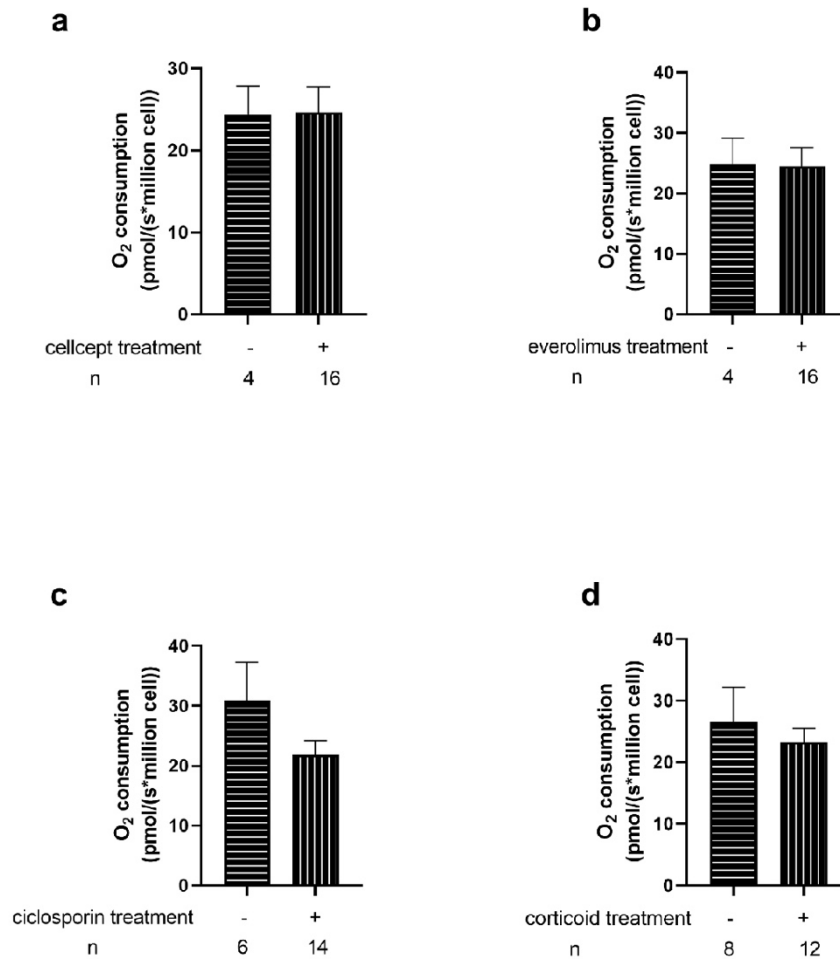 a
O2 consumption
(pmol/(s*million cell))
30
20
10
0
cellcept treatment - +
n 4 16
b
O2 consumption
(pmol/(s*million cell))
40
30
20
10
0
everolimus treatment - +
n 4 16
c
O2 consumption
(pmol/(s*million cell))
40
30
20
10
0
ciclosporin treatment - +
n 6 14
d
O2 consumption
(pmol/(s*million cell))
40
30
20
10
0
corticoid treatment - +
n 8 12